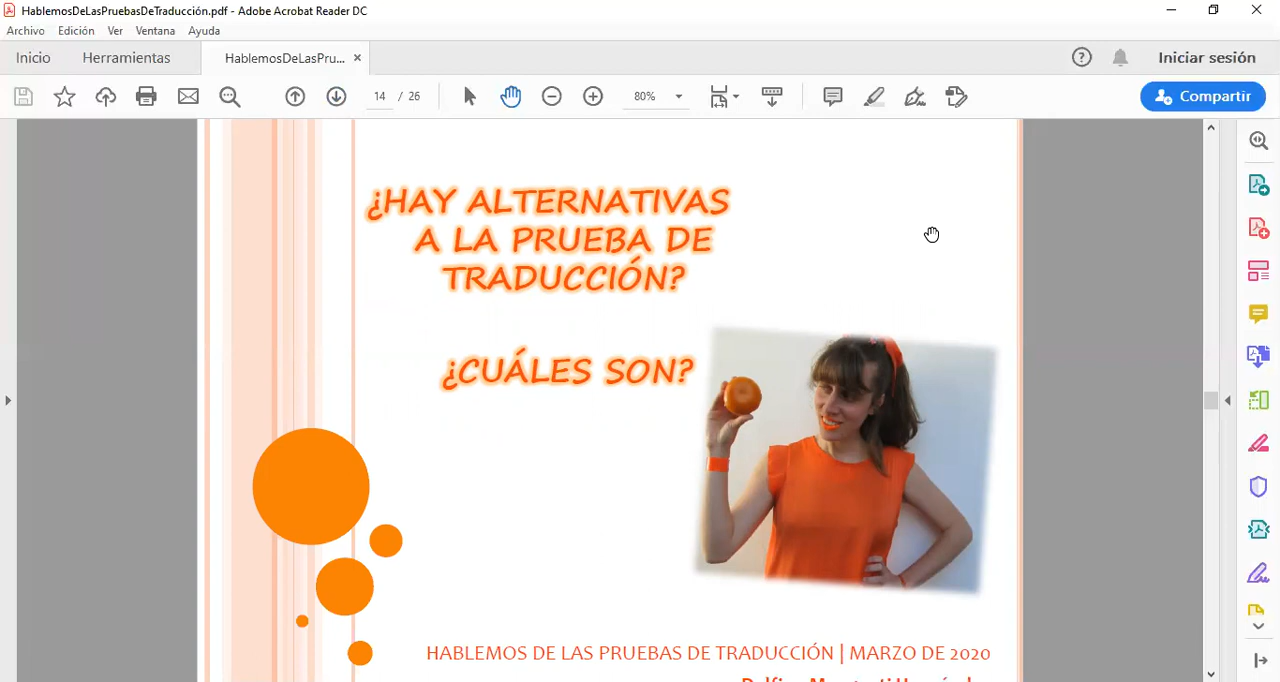 HablemosDeLasPruebasDeTraducción.pdf - Adobe Acrobat Reader DC
Archivo Edición Ver Ventana Ayuda
Inicio Herramientas HablemosDeLasPru... × Iniciar sesión
14 / 26 80% Compartir
¿HAY ALTERNATIVAS
A LA PRUEBA DE
TRADUCCIÓN?
¿CUÁLES SON?
HABLEMOS DE LAS PRUEBAS DE TRADUCCIÓN | MARZO DE 2020